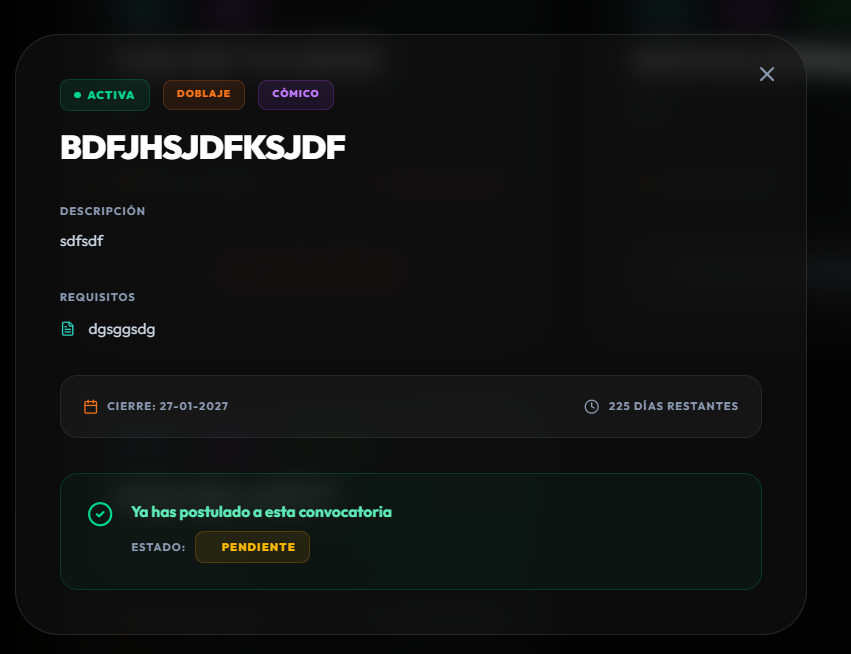 ACTIVA
DOBLAJE
CÓMICO
BDFJHSJDFKSJDF
DESCRIPCIÓN
sdfsdf
REQUISITOS
dgsggsdg
CIERRE: 27-01-2027
225 DÍAS RESTANTES
Ya has postulado a esta convocatoria
ESTADO: PENDIENTE